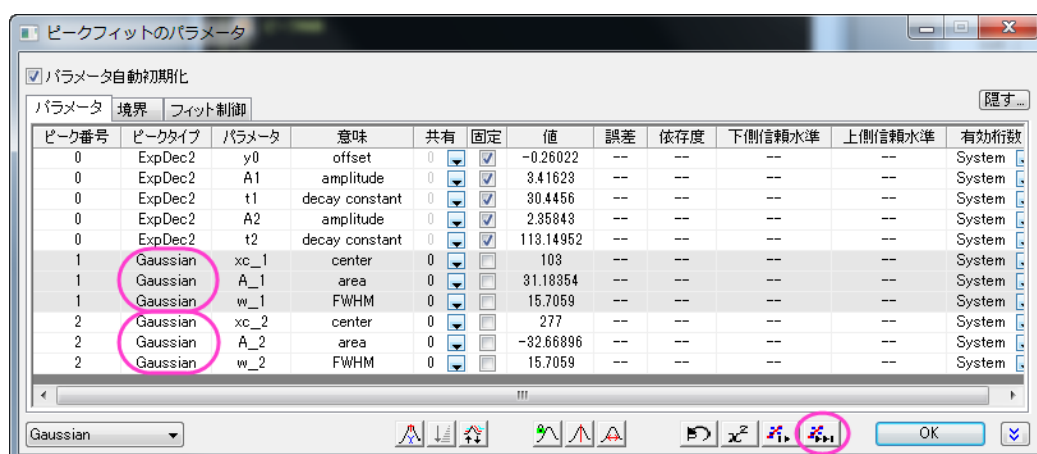 ピークフィットのパラメータ
パラメータ自動初期化
隠す...
パラメータ 境界 フィット制御
ピーク番号 ピークタイプ パラメータ 意味 共有 固定 値 誤差 依存度 下側信頼水準 上側信頼水準 有効桁数
0 ExpDec2 y0 offset 0 -0.26022 -- -- -- -- System
0 ExpDec2 A1 amplitude 0 3.41623 -- -- -- -- System
0 ExpDec2 t1 decay constant 0 30.4456 -- -- -- -- System
0 ExpDec2 A2 amplitude 0 2.35843 -- -- -- -- System
0 ExpDec2 t2 decay constant 0 113.14952 -- -- -- -- System
1 Gaussian xc_1 center 0 103 -- -- -- -- System
1 Gaussian A_1 area 0 31.18354 -- -- -- -- System
1 Gaussian w_1 FWHM 0 15.7059 -- -- -- -- System
2 Gaussian xc_2 center 0 277 -- -- -- -- System
2 Gaussian A_2 area 0 -32.66896 -- -- -- -- System
2 Gaussian w_2 FWHM 0 15.7059 -- -- -- -- System
Gaussian χ² OK